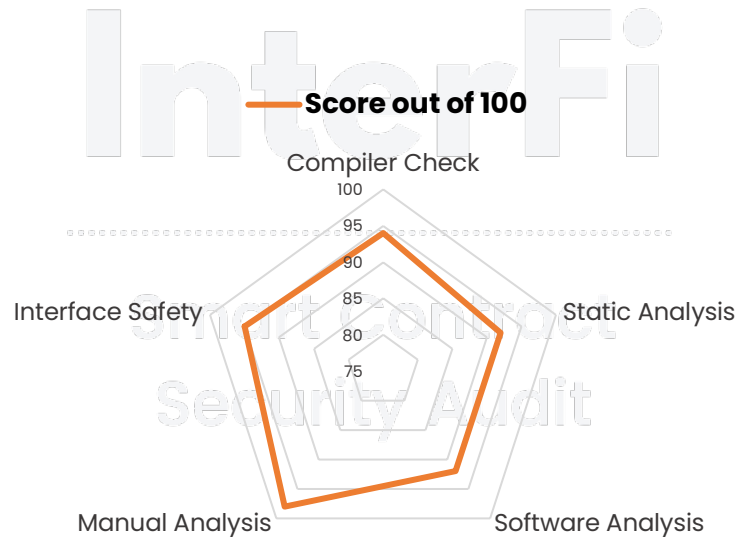 InterFi
Score out of 100
Compiler Check
100
95
90
Interface Safety
85
Static Analysis
Smart Contract
80
75
Security Audit
Manual Analysis
Software Analysis